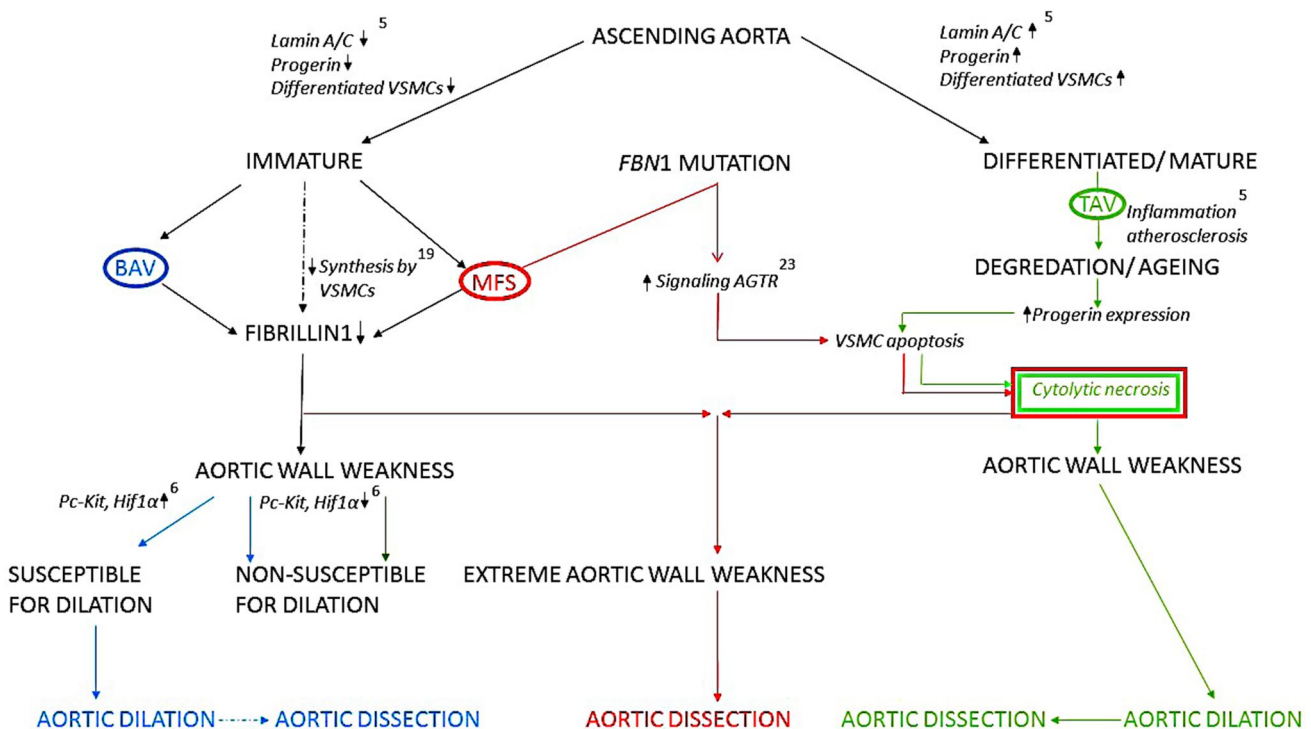 ASCENDING AORTA
Lamin A/C ↓ 5
Progerin ↓
Differentiated VSMCs ↓
Lamin A/C ↑ 5
Progerin ↑
Differentiated VSMCs ↑
IMMATURE
FBN1 MUTATION
DIFFERENTIATED/ MATURE
TAV
Inflammation 5
atherosclerosis
BAV
↓ Synthesis by 19
VSMCs
MFS
↑ Signaling AGTR 23
DEGREDATION/ AGEING
FIBRILLIN1 ↓
↑Progerin expression
VSMC apoptosis
Cytolytic necrosis
AORTIC WALL WEAKNESS
AORTIC WALL WEAKNESS
Pc-Kit, Hif1α↑ 6
Pc-Kit, Hif1α↓ 6
SUSCEPTIBLE
FOR DILATION
NON-SUSCEPTIBLE
FOR DILATION
EXTREME AORTIC WALL WEAKNESS
AORTIC DILATION
AORTIC DISSECTION
AORTIC DISSECTION
AORTIC DISSECTION
AORTIC DILATION